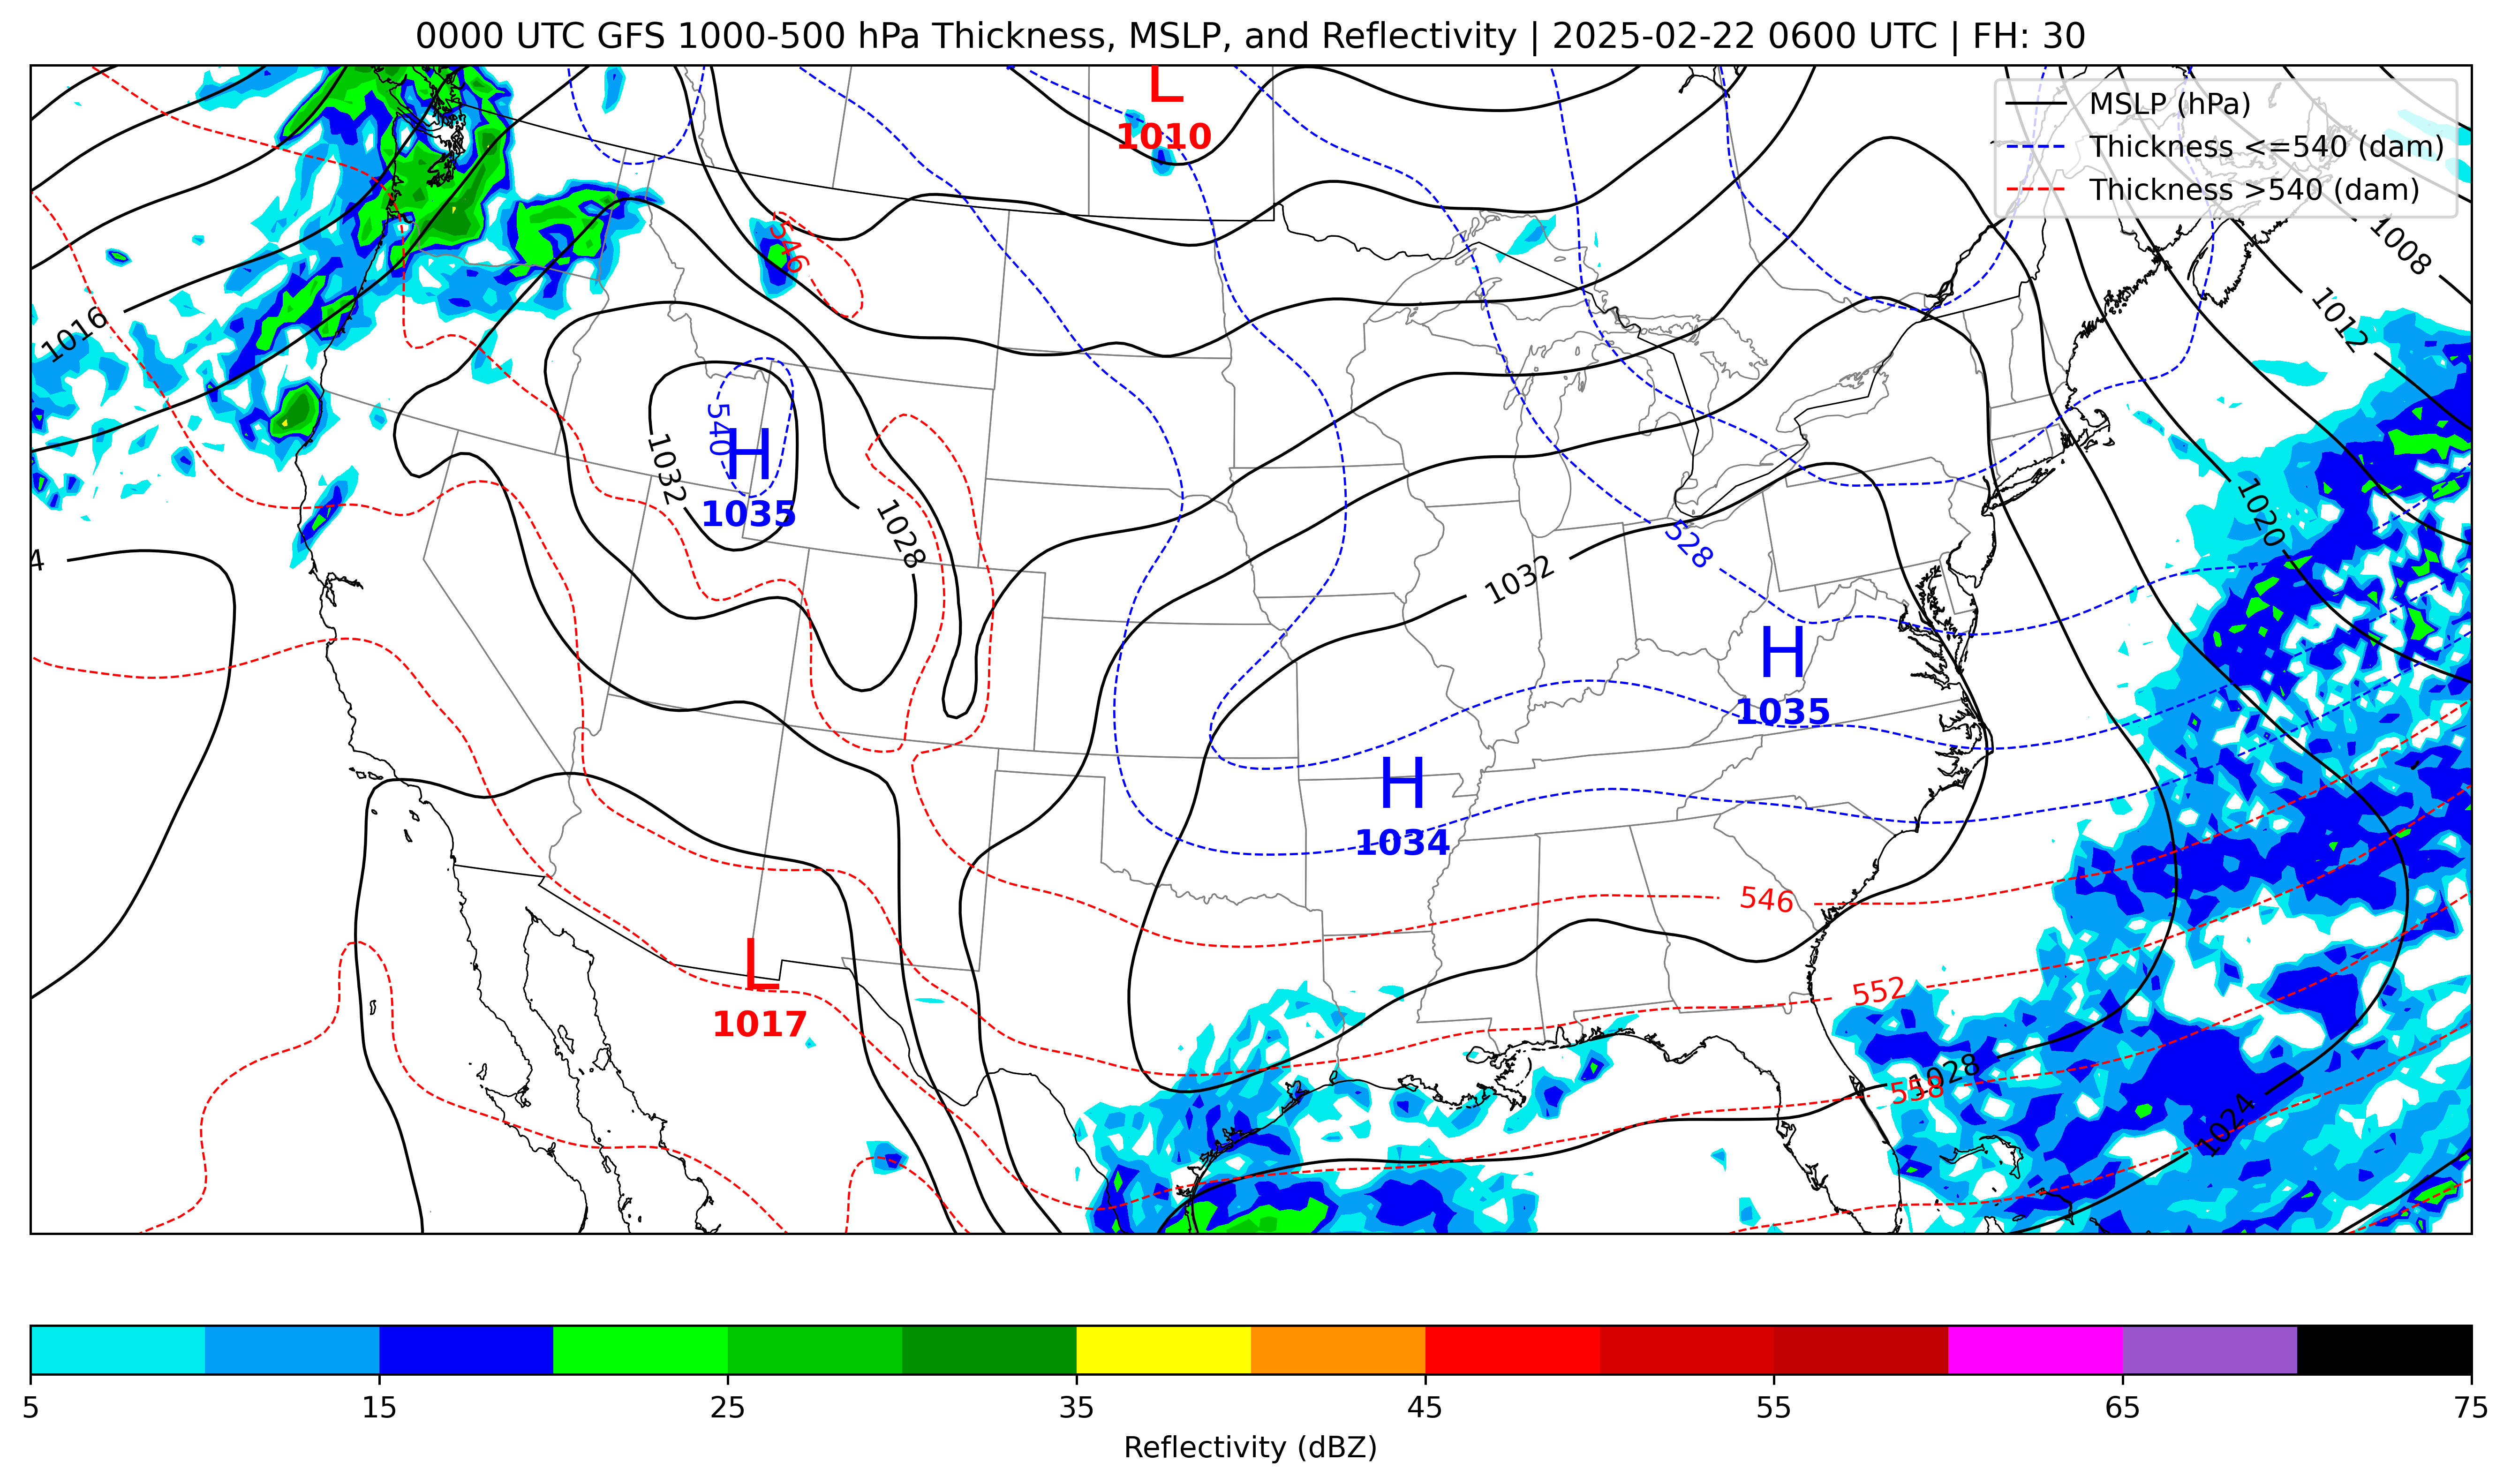 0000 UTC GFS 1000-500 hPa Thickness, MSLP, and Reflectivity | 2025-02-22 0600 UTC | FH: 30
MSLP (hPa)
Thickness <=540 (dam)
Thickness >540 (dam)
L
1010
546
1008
1012
1016
540
H
1035
1032
1028
1020
528
1032
4
H
1035
H
1034
546
L
1017
552
1028
558
1024
5
15
25
35
45
55
65
75
Reflectivity (dBZ)